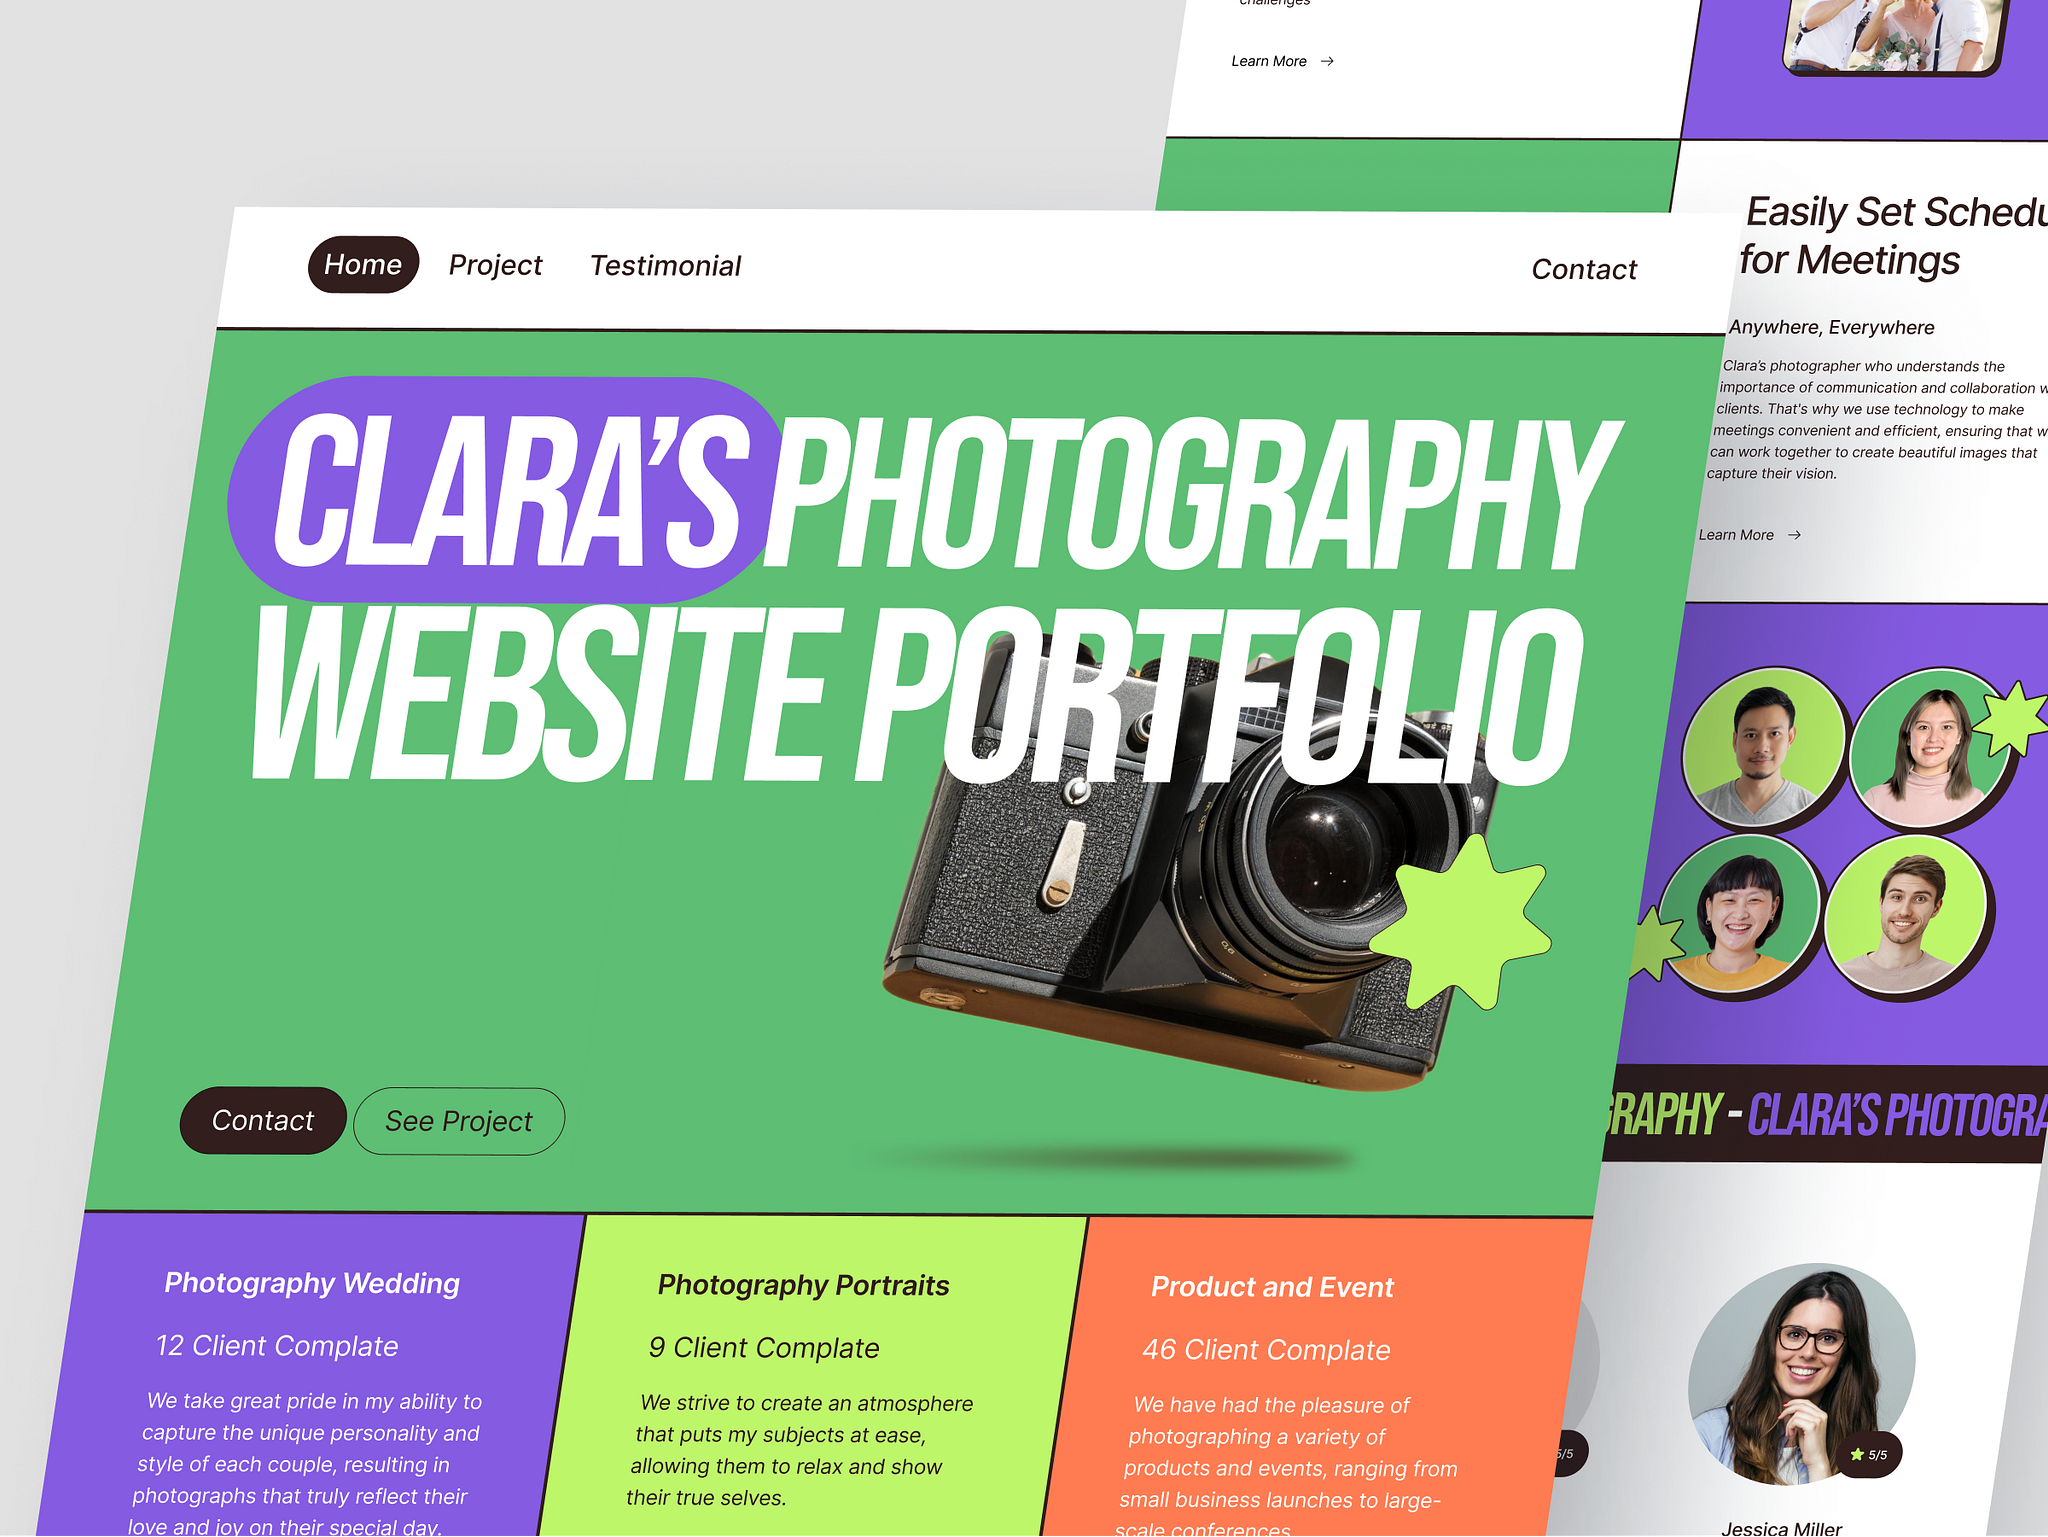 challenges
Learn More →
Home Project Testimonial Contact
CLARA'S PHOTOGRAPHY
WEBSITE PORTFOLIO
Contact See Project
Photography Wedding
12 Client Complate
We take great pride in my ability to
capture the unique personality and
style of each couple, resulting in
photographs that truly reflect their
love and joy on their special day.
Photography Portraits
9 Client Complate
We strive to create an atmosphere
that puts my subjects at ease,
allowing them to relax and show
their true selves.
Product and Event
46 Client Complate
We have had the pleasure of
photographing a variety of
products and events, ranging from
small business launches to large-
scale conferences
Easily Set Schedu
for Meetings
Anywhere, Everywhere
Clara's photographer who understands the
importance of communication and collaboration w
clients. That's why we use technology to make
meetings convenient and efficient, ensuring that w
can work together to create beautiful images that
capture their vision.
Learn More →
GRAPHY - CLARA'S PHOTOGRA
5/5
5/5
Jessica Miller